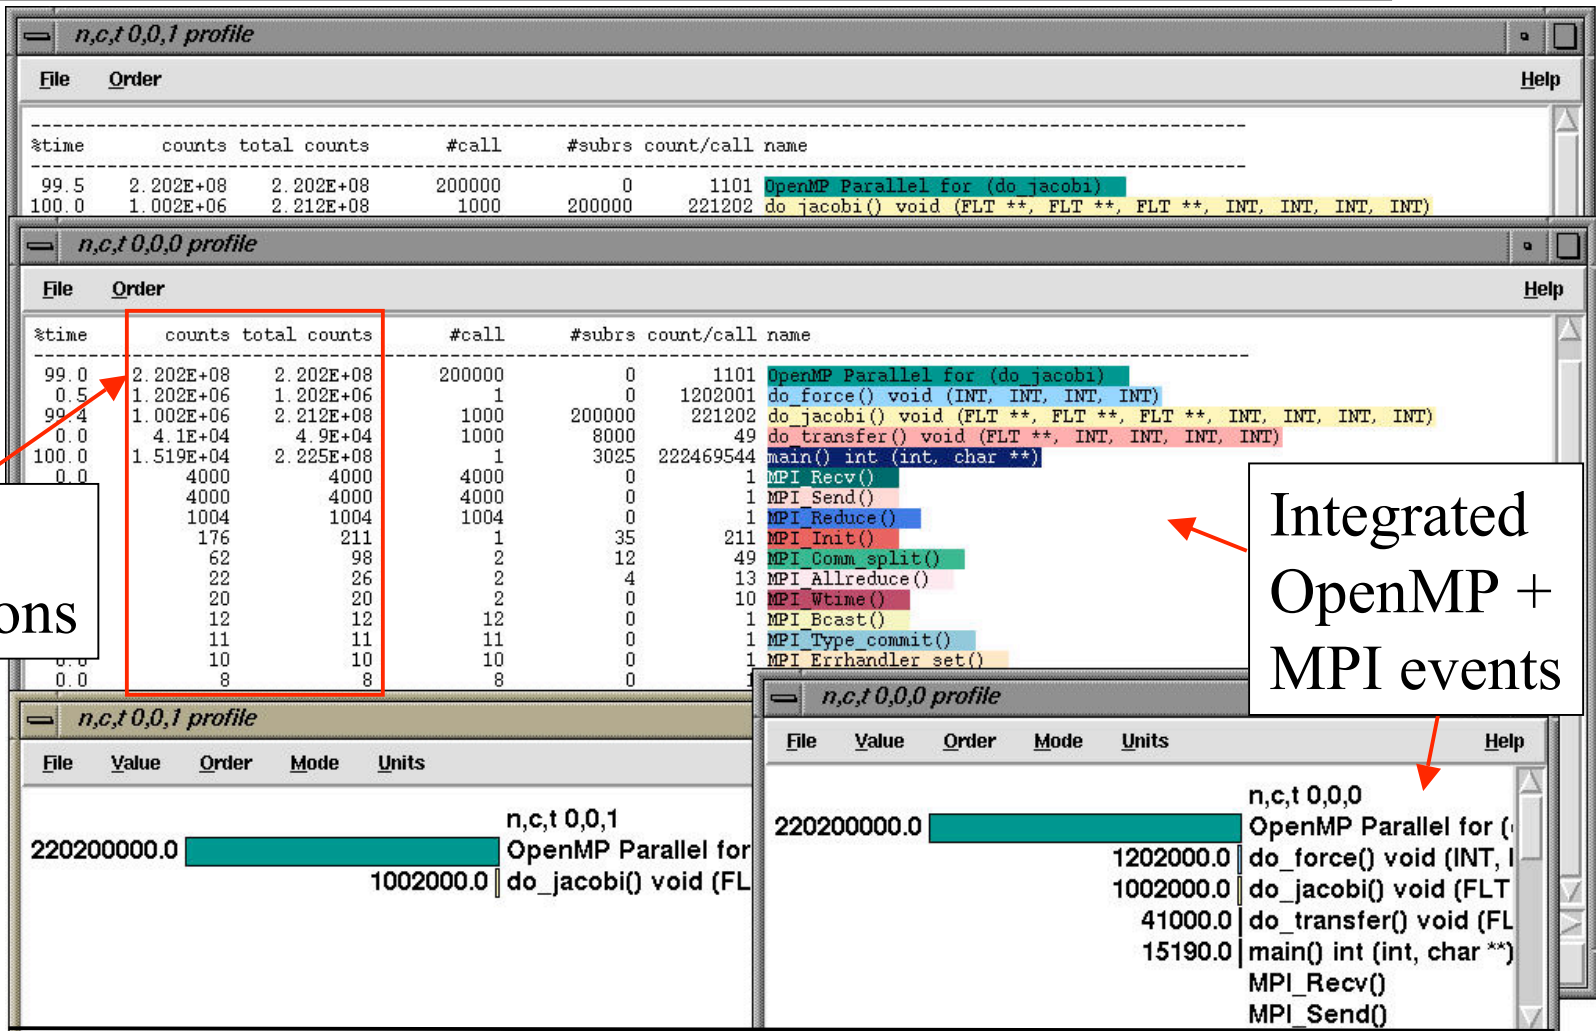 n,c,t 0,0,1 profile
File Order Help
%time counts total counts #call #subrs count/call name
99.5 2.202E+08 2.202E+08 200000 0 1101 OpenMP Parallel for (do_jacobi)
100.0 1.002E+06 2.212E+08 1000 200000 221202 do_jacobi() void (FLT **, FLT **, FLT **, INT, INT, INT, INT)
n,c,t 0,0,0 profile
File Order Help
%time counts total counts #call #subrs count/call name
99.0 2.202E+08 2.202E+08 200000 0 1101 OpenMP Parallel for (do_jacobi)
0.5 1.202E+06 1.202E+06 1 0 1202001 do_force() void (INT, INT, INT, INT)
99.4 1.002E+06 2.212E+08 1000 200000 221202 do_jacobi() void (FLT **, FLT **, FLT **, INT, INT, INT, INT)
0.0 4.1E+04 4.9E+04 1000 8000 49 do_transfer() void (FLT **, INT, INT, INT, INT)
100.0 1.519E+04 2.225E+08 1 3025 222469544 main() int (int, char **)
0.0 4000 4000 4000 0 1 MPI_Recv()
4000 4000 4000 0 1 MPI_Send()
1004 1004 1004 0 1 MPI_Reduce()
176 211 1 35 211 MPI_Init()
62 98 2 12 49 MPI_Comm_split()
22 26 2 4 13 MPI_Allreduce()
20 20 2 0 10 MPI_Wtime()
12 12 12 0 1 MPI_Bcast()
11 11 11 0 1 MPI_Type_commit()
0.0 10 10 10 0 1 MPI_Errhandler_set()
0.0 8 8 8 0
ons
Integrated
OpenMP +
MPI events
n,c,t 0,0,1 profile
File Value Order Mode Units
n,c,t 0,0,1
220200000.0 OpenMP Parallel for
1002000.0 do_jacobi() void (FL
n,c,t 0,0,0 profile
File Value Order Mode Units Help
n,c,t 0,0,0
220200000.0 OpenMP Parallel for (
1202000.0 do_force() void (INT, I
1002000.0 do_jacobi() void (FLT
41000.0 do_transfer() void (FL
15190.0 main() int (int, char **)
MPI_Recv()
MPI_Send()